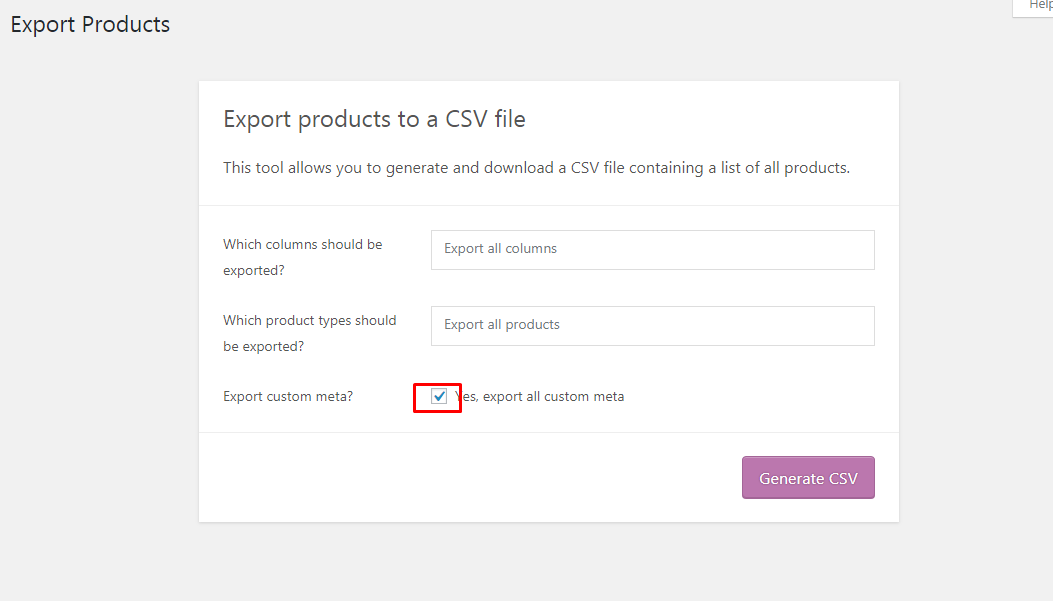 Help
Export Products
Export products to a CSV file
This tool allows you to generate and download a CSV file containing a list of all products.
Which columns should be
exported?
Export all columns
Which product types should
be exported?
Export all products
Export custom meta?
Yes, export all custom meta
Generate CSV